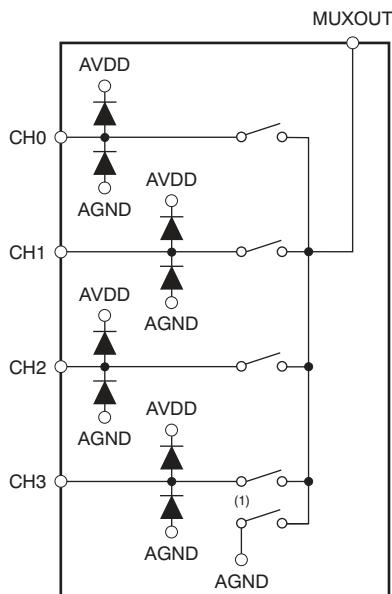 MUXOUT
AVDD
CH0
AVDD
AGND
CH1
AVDD
AGND
CH2
AVDD
AGND
CH3
(1)
AGND
AGND